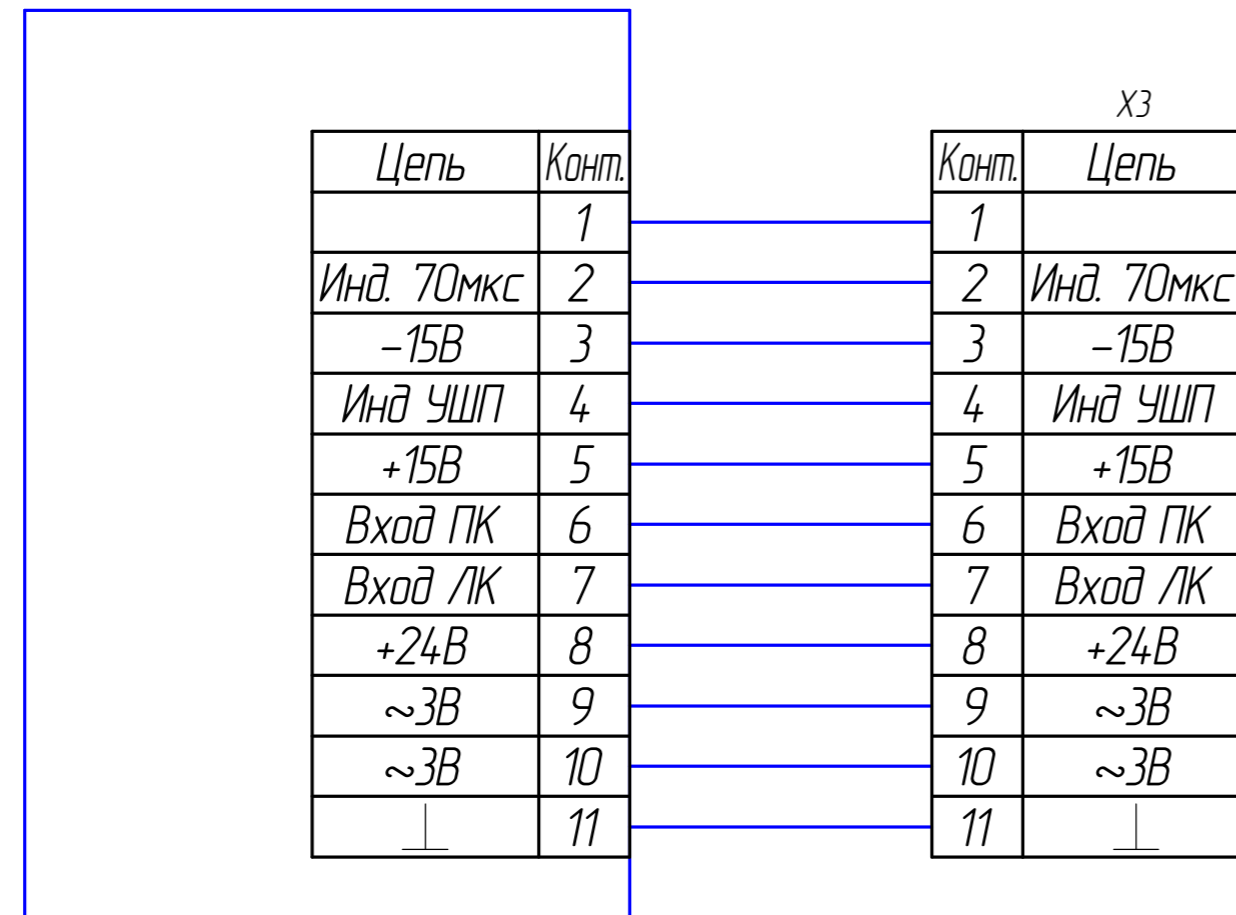 Х3
Цепь Конт. Конт. Цепь
1 1
Инд. 70мкс 2 2 Инд. 70мкс
-15В 3 3 -15В
Инд УШП 4 4 Инд УШП
+15В 5 5 +15В
Вход ПК 6 6 Вход ПК
Вход ЛК 7 7 Вход ЛК
+24В 8 8 +24В
~3В 9 9 ~3В
~3В 10 10 ~3В
⊥ 11 11 ⊥